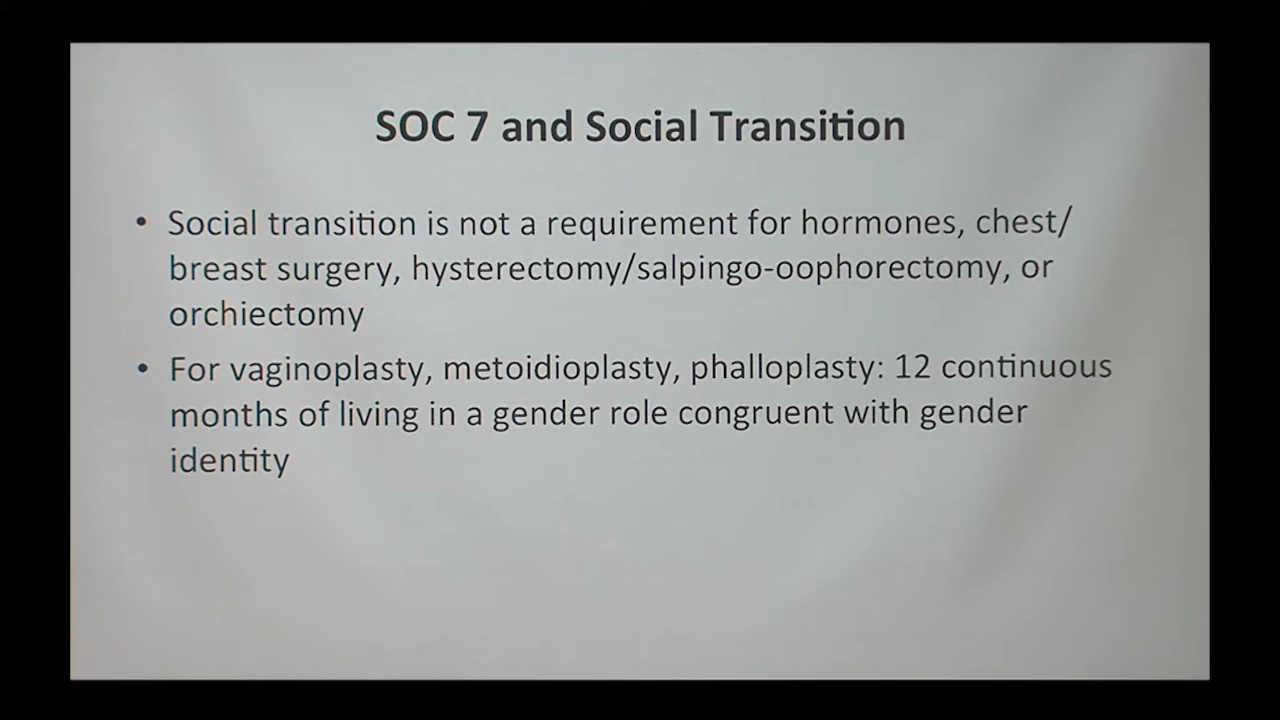 SOC 7 and Social Transition
• Social transition is not a requirement for hormones, chest/
breast surgery, hysterectomy/salpingo-oophorectomy, or
orchiectomy
• For vaginoplasty, metoidioplasty, phalloplasty: 12 continuous
months of living in a gender role congruent with gender
identity